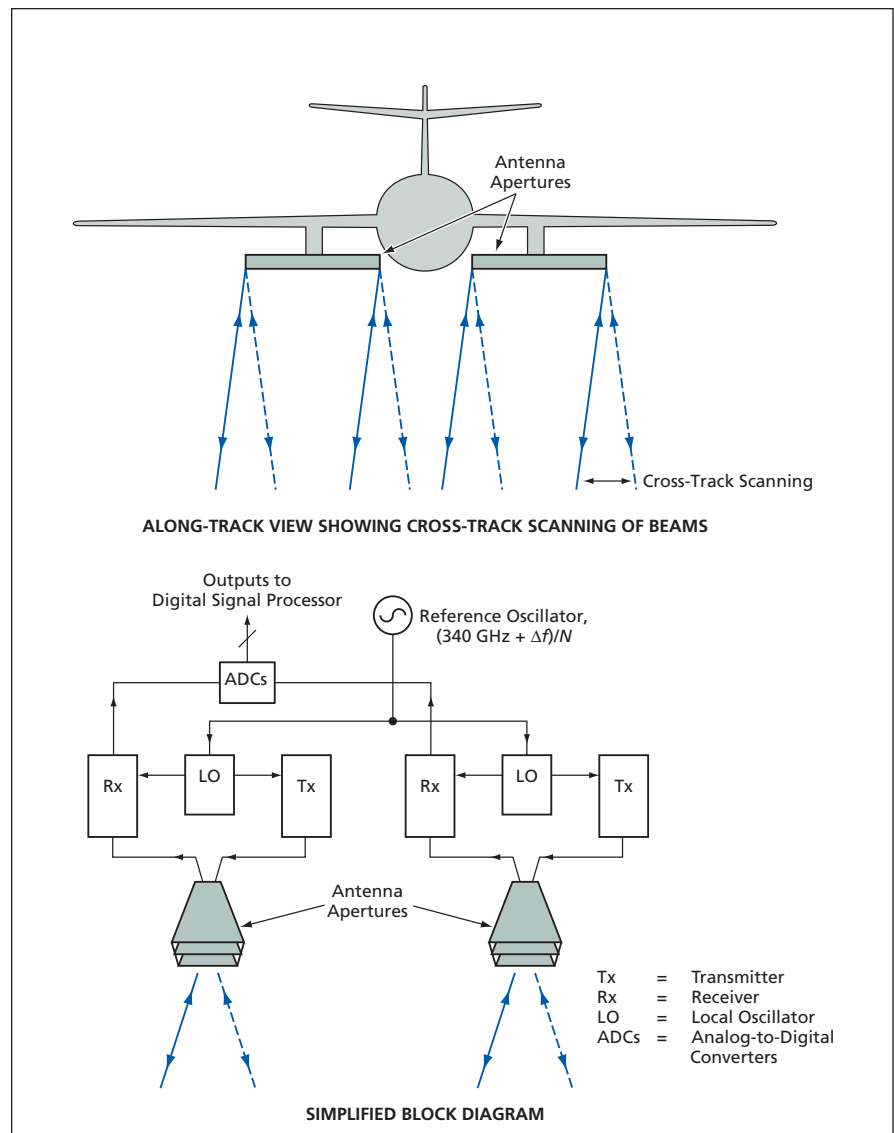 Antenna
Apertures
Cross-Track Scanning
ALONG-TRACK VIEW SHOWING CROSS-TRACK SCANNING OF BEAMS
Outputs to
Digital Signal Processor
Reference Oscillator,
(340 GHz + Δf)/N
ADCs
Rx
LO
Tx
Rx
LO
Tx
Antenna
Apertures
Tx = Transmitter
Rx = Receiver
LO = Local Oscillator
ADCs = Analog-to-Digital
Converters
SIMPLIFIED BLOCK DIAGRAM